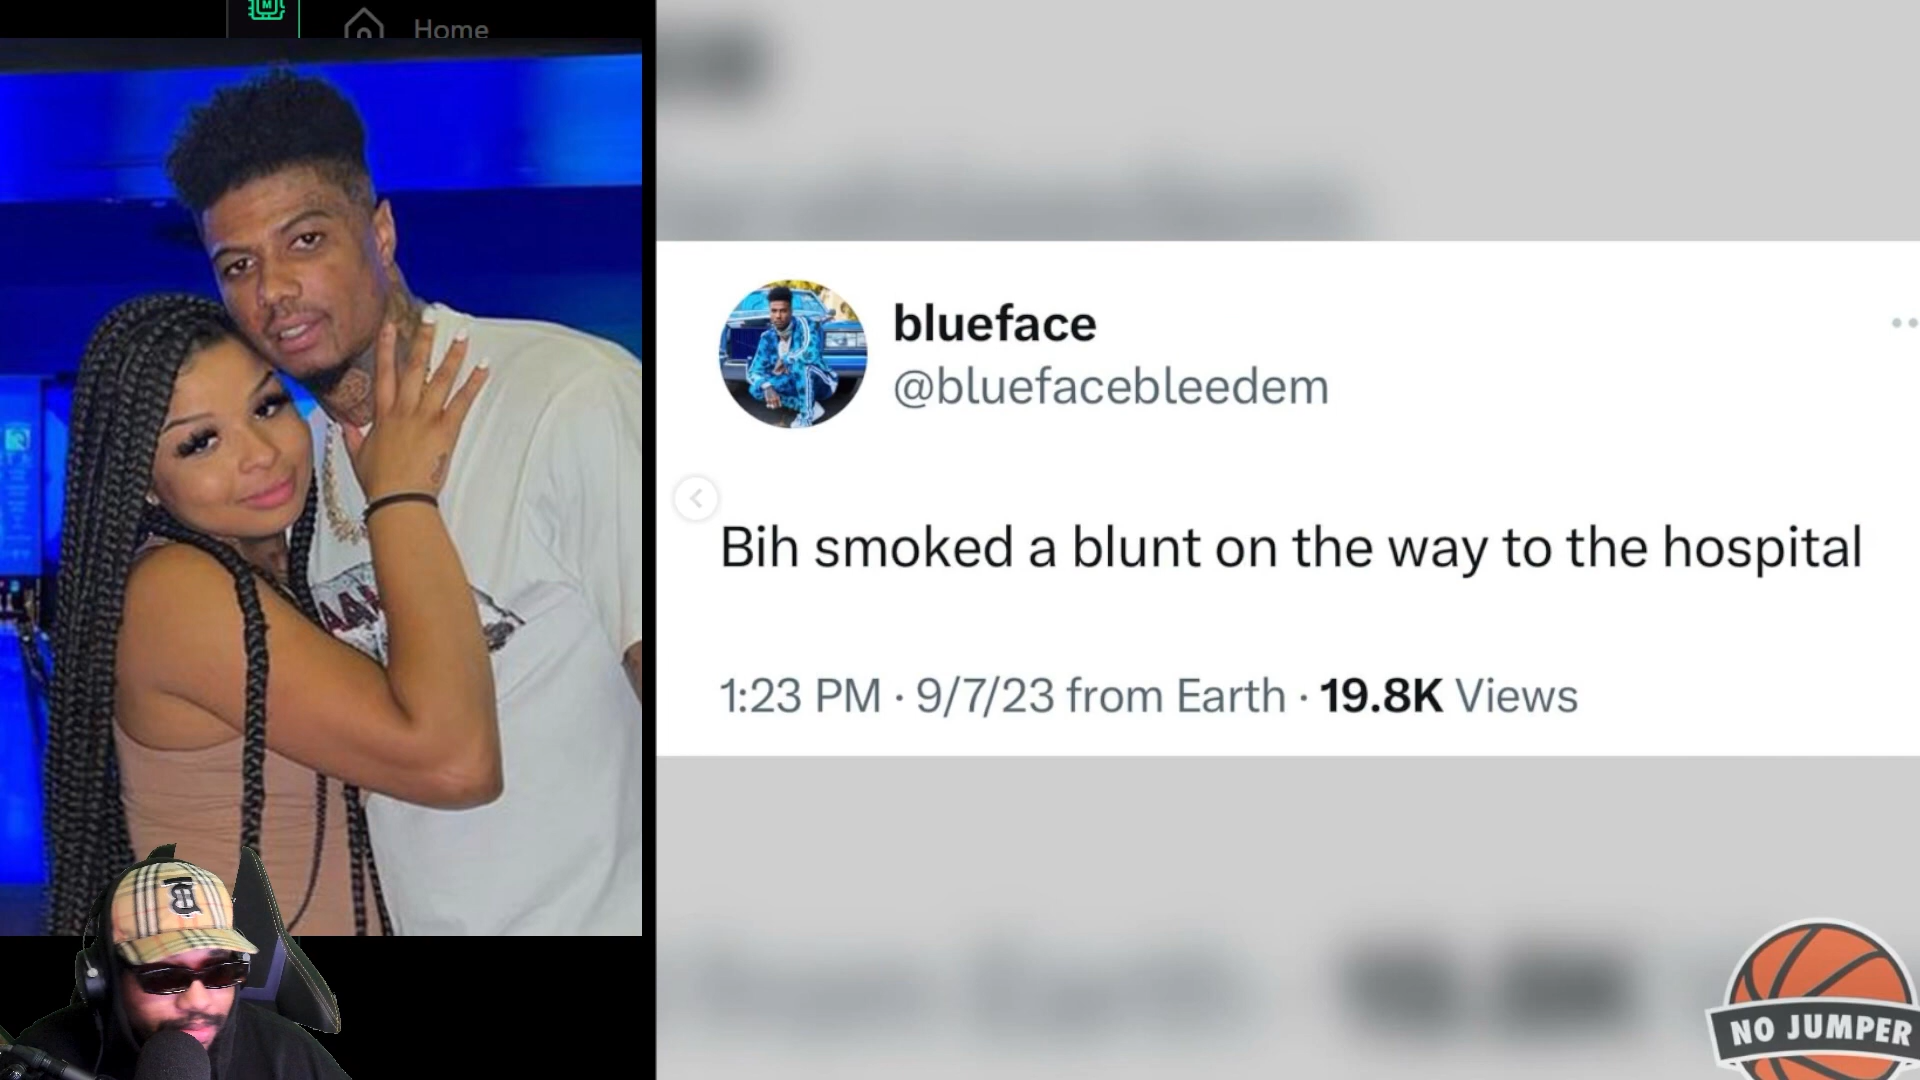 Home
blueface
@bluefacebleedem
Bih smoked a blunt on the way to the hospital
1:23 PM · 9/7/23 from Earth · 19.8K Views
NO JUMPER